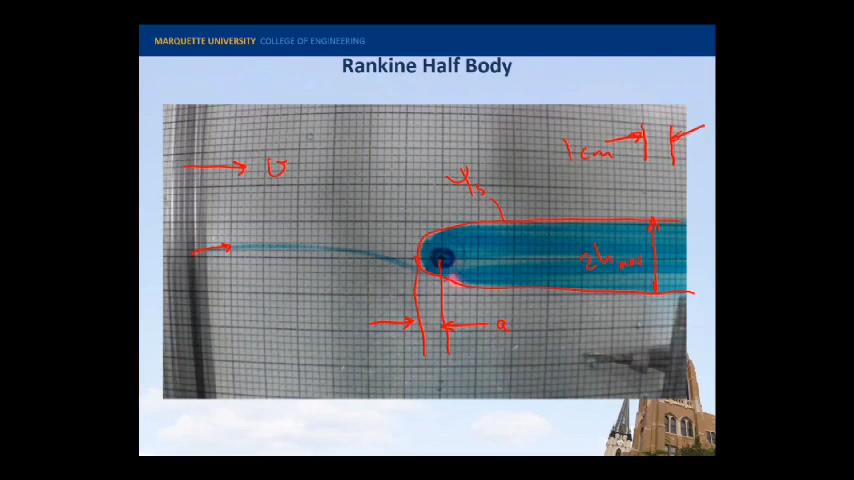 MARQUETTE UNIVERSITY COLLEGE OF ENGINEERING
Rankine Half Body
1cm
U
ψs
2hmax
a